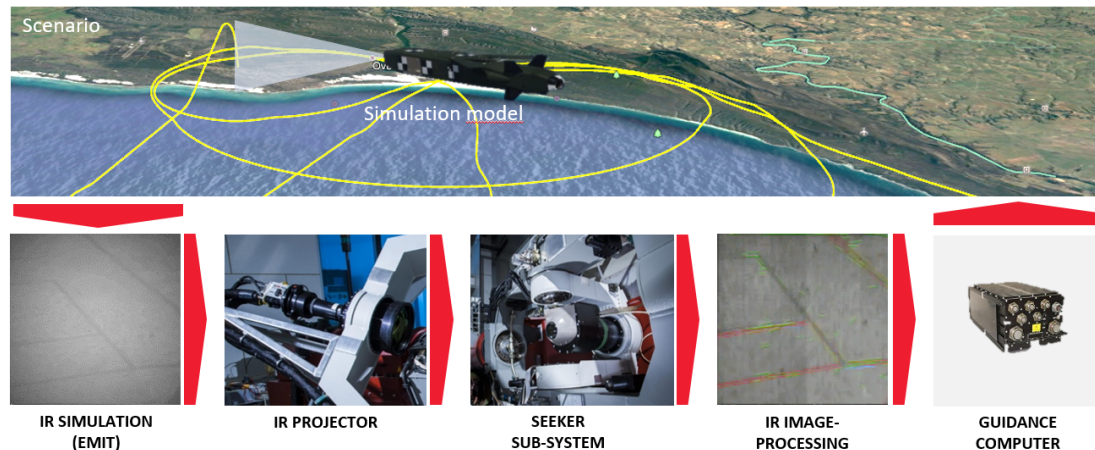 Scenario
Simulation model
IR SIMULATION
(EMIT)
IR PROJECTOR
SEEKER
SUB-SYSTEM
IR IMAGE-
PROCESSING
GUIDANCE
COMPUTER